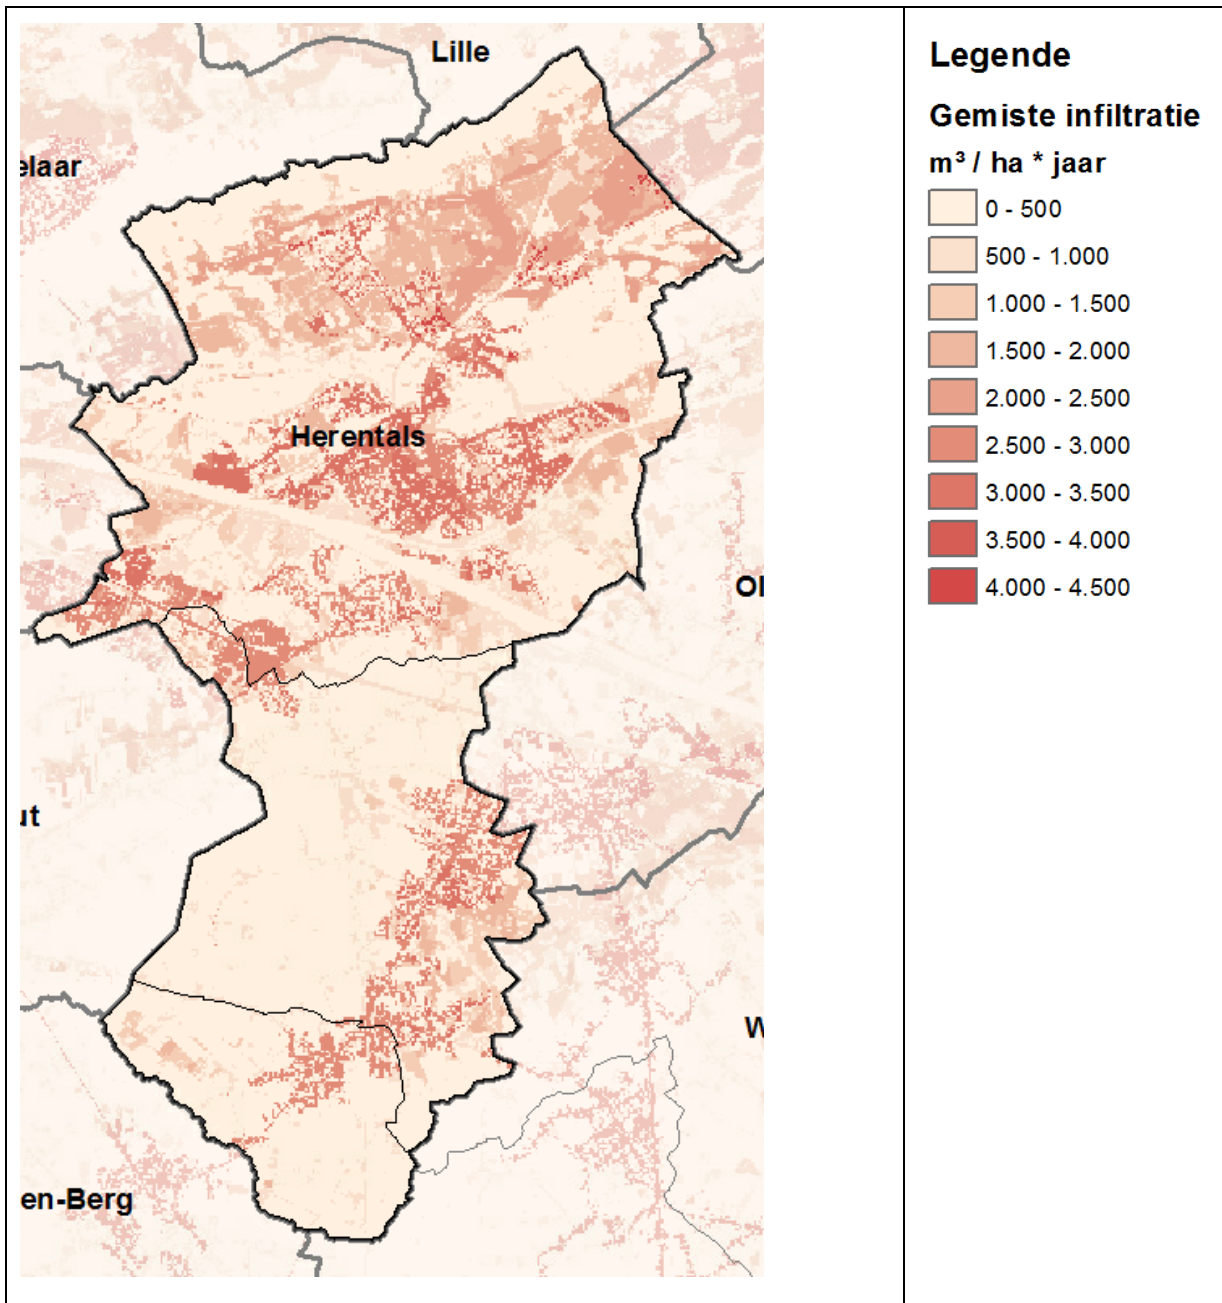 Lille
elaar
Herentals
Ol
ut
W
en-Berg
Legende
Gemiste infiltratie
m³ / ha * jaar
0 - 500
500 - 1.000
1.000 - 1.500
1.500 - 2.000
2.000 - 2.500
2.500 - 3.000
3.000 - 3.500
3.500 - 4.000
4.000 - 4.500